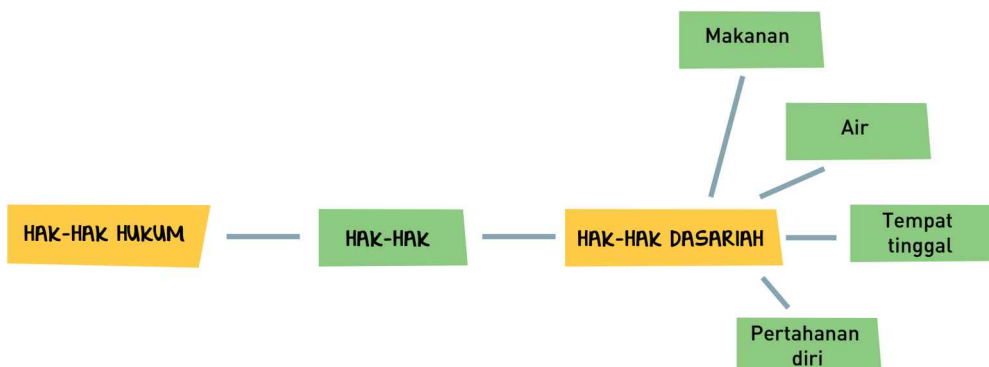 Makanan
Air
HAK-HAK HUKUM
HAK-HAK
HAK-HAK DASARIAH
Tempat
tinggal
Pertahanan
diri